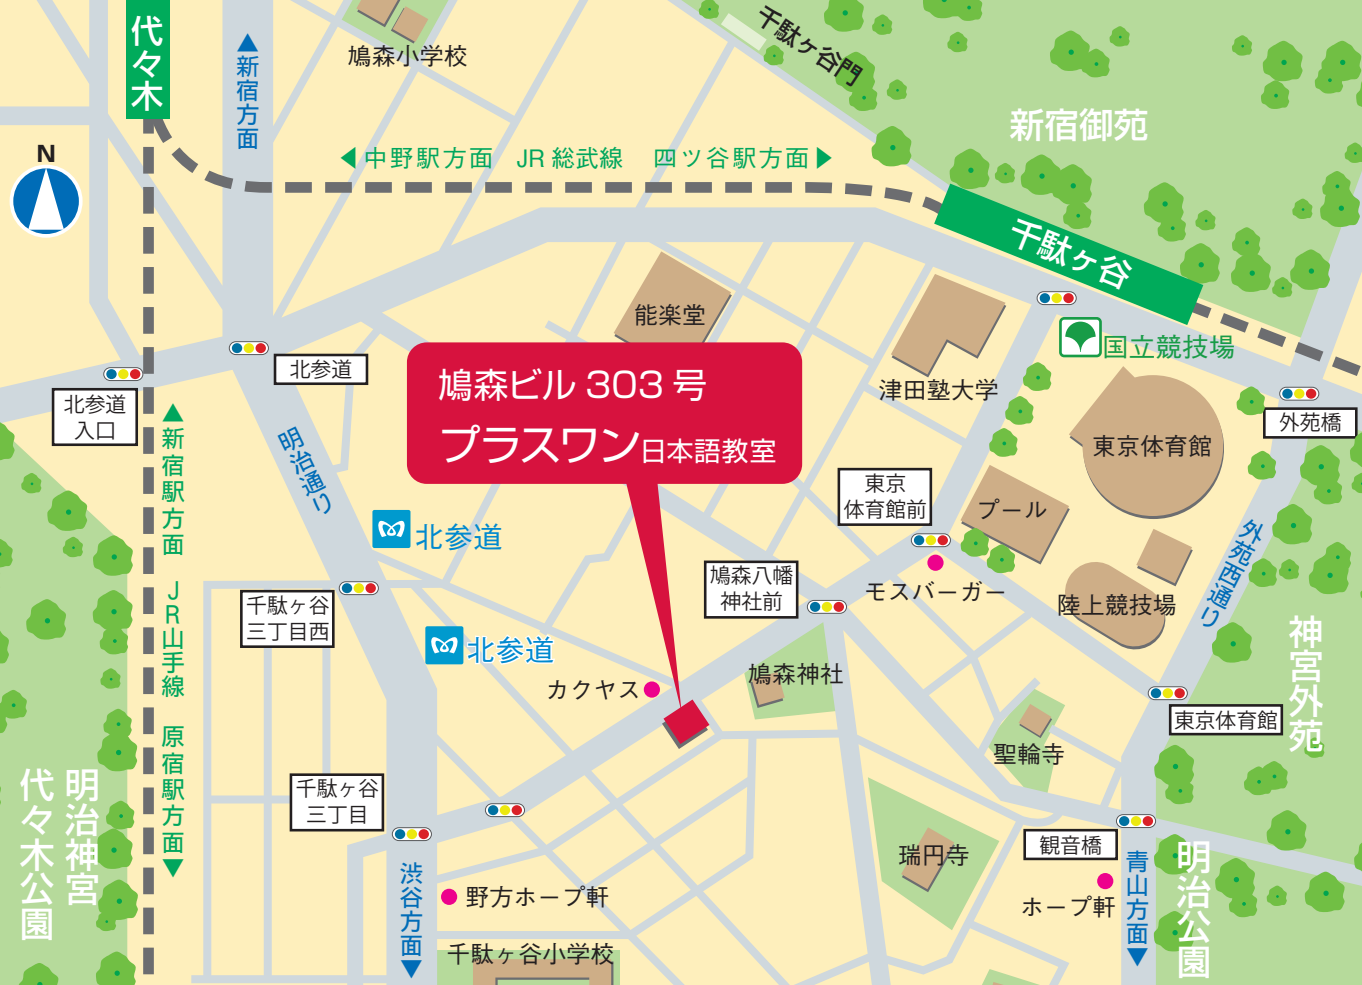 代々木
▲新宿方面
鳩森小学校
千駄ヶ谷門
新宿御苑
N
◀中野駅方面 JR 総武線 四ツ谷駅方面▶
千駄ヶ谷
能楽堂
国立競技場
津田塾大学
北参道
北参道
入口
外苑橋
鳩森ビル 303 号
プラスワン日本語教室
東京体育館
▲新宿駅方面 JR山手線 原宿駅方面▼
明治通り
東京
体育館前
プール
北参道
外苑西通り
鳩森八幡
神社前
モスバーガー
陸上競技場
千駄ヶ谷
三丁目西
北参道
神宮外苑
カクヤス
鳩森神社
東京体育館
聖輪寺
明治神宮
代々木公園
千駄ヶ谷
三丁目
観音橋
瑞円寺
渋谷方面▼
野方ホープ軒
ホープ軒
青山方面▼
明治公園
千駄ヶ谷小学校